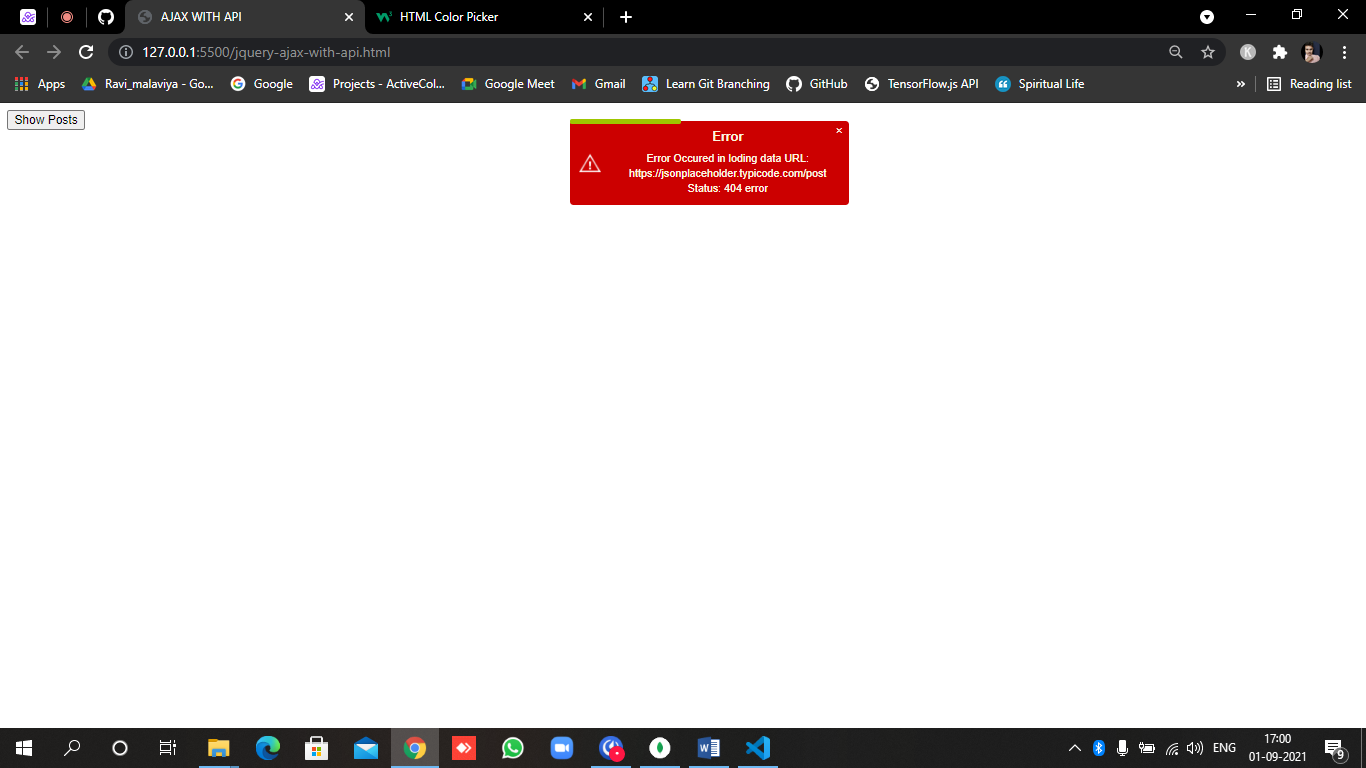 AJAX WITH API
HTML Color Picker
127.0.0.1:5500/jquery-ajax-with-api.html
K
Apps
Ravi_malaviya - Go...
Google
Projects - ActiveCol...
Google Meet
Gmail
Learn Git Branching
GitHub
TensorFlow.js API
Spiritual Life
»
Reading list
Show Posts
Error
Error Occured in loding data URL:
https://jsonplaceholder.typicode.com/post
Status: 404 error
ENG
17:00
01-09-2021
9